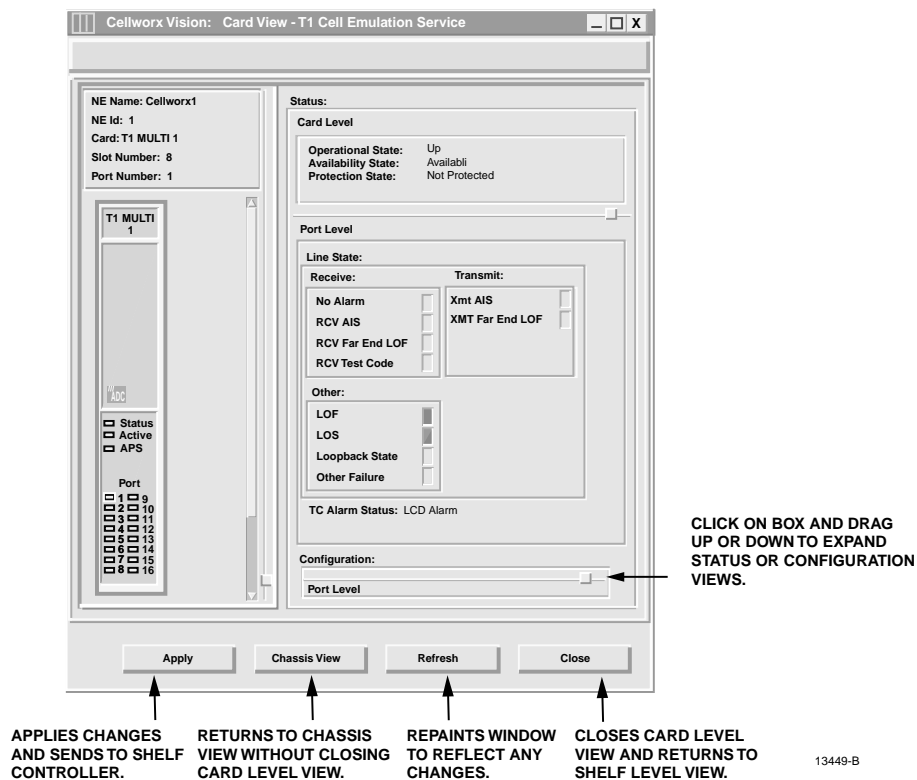 Cellworx Vision: Card View - T1 Cell Emulation Service
X
NE Name: Cellworx1
NE Id: 1
Card: T1 MULTI 1
Slot Number: 8
Port Number: 1
T1 MULTI
1
ADC
Status
Active
APS
Port
1 9
2 10
3 11
4 12
5 13
6 14
7 15
8 16
Status:
Card Level
Operational State: Up
Availability State: Availabli
Protection State: Not Protected
Port Level
Line State:
Receive: Transmit:
No Alarm Xmt AIS
RCV AIS XMT Far End LOF
RCV Far End LOF
RCV Test Code
Other:
LOF
LOS
Loopback State
Other Failure
TC Alarm Status: LCD Alarm
Configuration:
Port Level
CLICK ON BOX AND DRAG
UP OR DOWN TO EXPAND
STATUS OR CONFIGURATION
VIEWS.
Apply Chassis View Refresh Close
APPLIES CHANGES
AND SENDS TO SHELF
CONTROLLER.
RETURNS TO CHASSIS
VIEW WITHOUT CLOSING
CARD LEVEL VIEW.
REPAINTS WINDOW
TO REFLECT ANY
CHANGES.
CLOSES CARD LEVEL
VIEW AND RETURNS TO
SHELF LEVEL VIEW.
13449-B